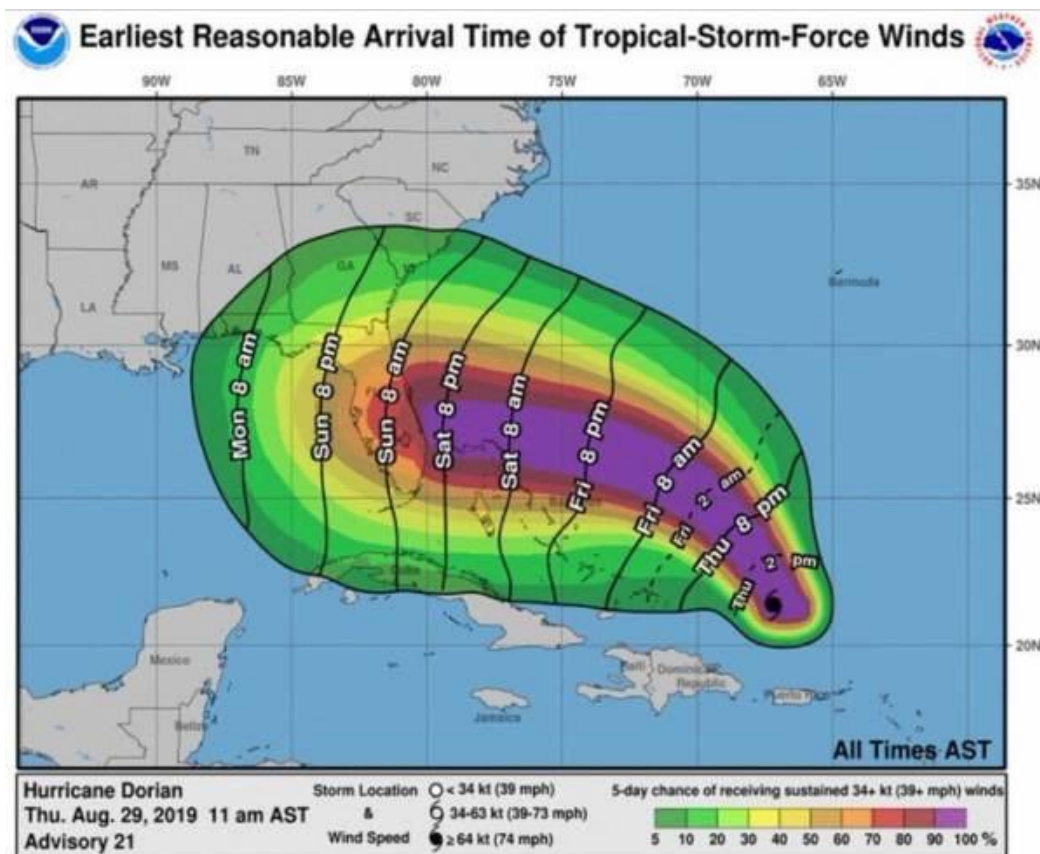 Earliest Reasonable Arrival Time of Tropical-Storm-Force Winds
90W 85W 80W 75W 70W 65W
TN
NC
AR
35N
SC
MS AL GA
LA
Bermuda
30N
Mon 8 am
Sun 8 pm
Sun 8 am
Sat 8 pm
Sat 8 am
Fri 8 pm
Fri 8 am
Fri 2 am
Thu 8 pm
Thu 2 pm
25N
Cuba
20N
Mexico
Haiti Dominican
Republic
Puerto Rico
Jamaica
Belize
All Times AST
Hurricane Dorian
Thu. Aug. 29, 2019 11 am AST
Advisory 21
Storm Location
&
Wind Speed
< 34 kt (39 mph)
34-63 kt (39-73 mph)
≥ 64 kt (74 mph)
5-day chance of receiving sustained 34+ kt (39+ mph) winds
5 10 20 30 40 50 60 70 80 90 100 %